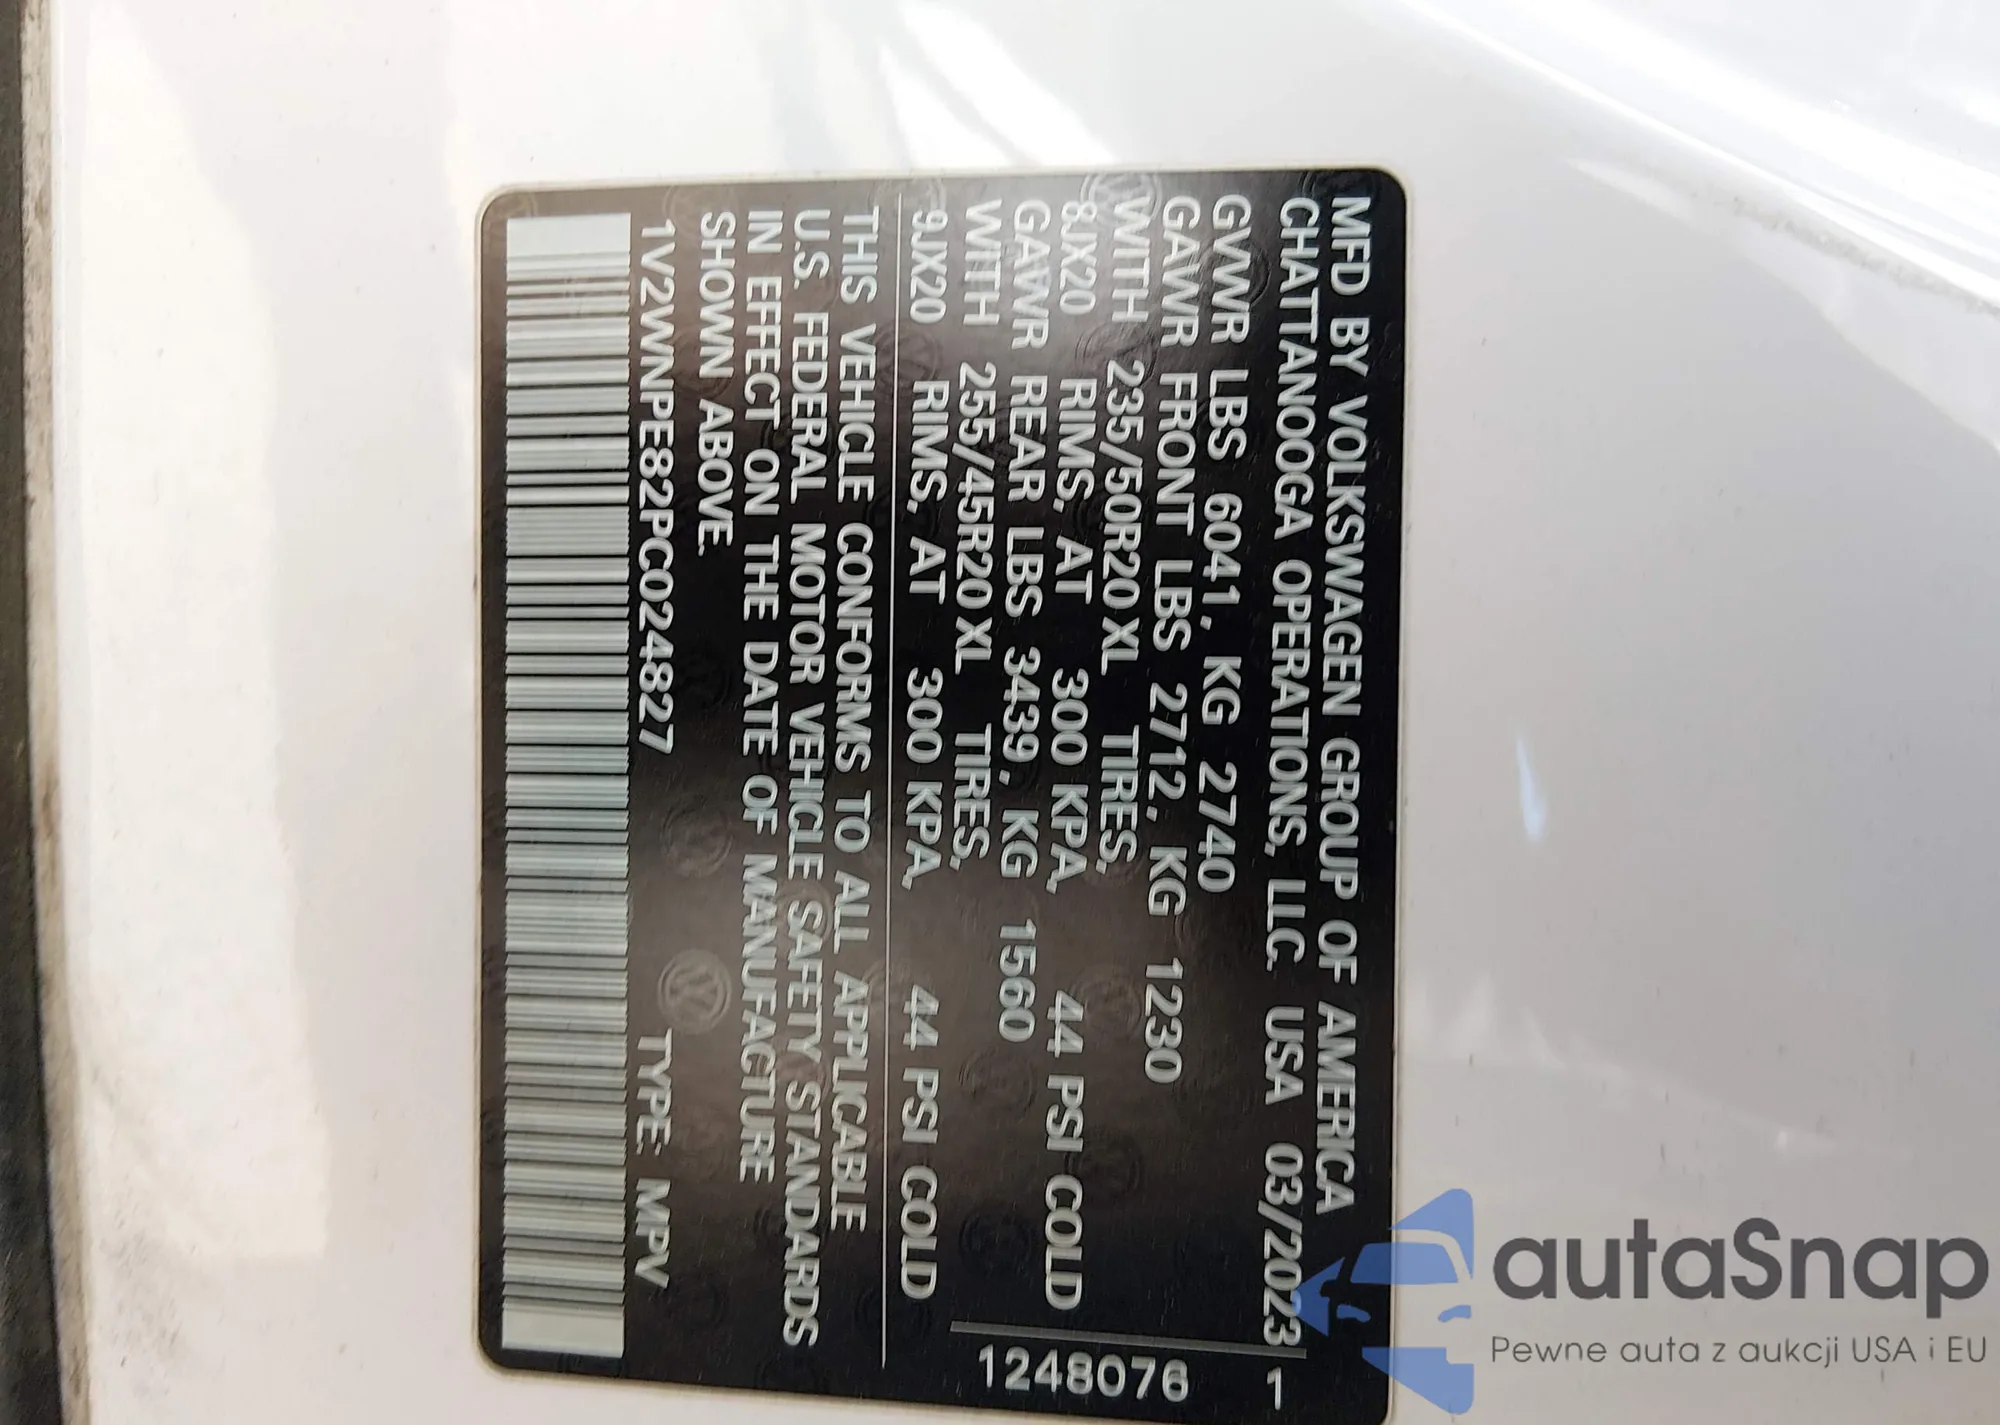 MFD BY VOLKSWAGEN GROUP OF AMERICA
CHATTANOOGA OPERATIONS, LLC. USA 03/2023 1
GVWR LBS 6041, KG 2740
GAWR FRONT LBS 2712, KG 1230
WITH 235/50R20 XL TIRES,
8JX20 RIMS, AT 300 KPA, 44 PSI COLD
GAWR REAR LBS 3439, KG 1560
WITH 255/45R20 XL TIRES,
9JX20 RIMS, AT 300 KPA, 44 PSI COLD
1248076
THIS VEHICLE CONFORMS TO ALL APPLICABLE
U.S. FEDERAL MOTOR VEHICLE SAFETY STANDARDS
IN EFFECT ON THE DATE OF MANUFACTURE
SHOWN ABOVE.
1V2WNPE82PC024827 TYPE: MPV
autaSnap
Pewne auta z aukcji USA i EU